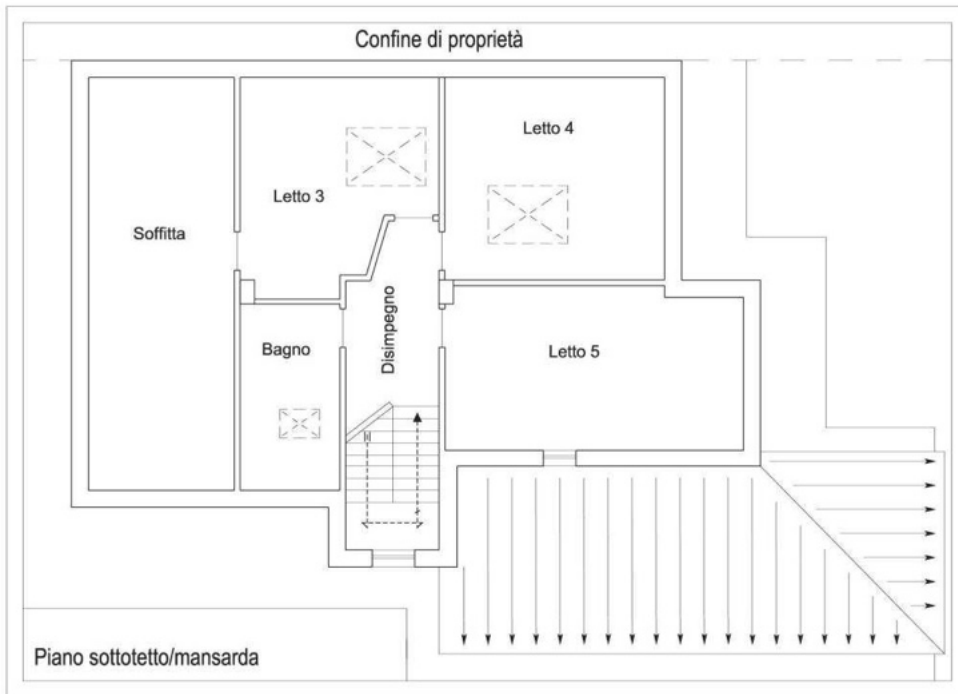 Confine di proprietà
Letto 4
Letto 3
Soffitta
Disimpegno
Bagno
Letto 5
Piano sottotetto/mansarda